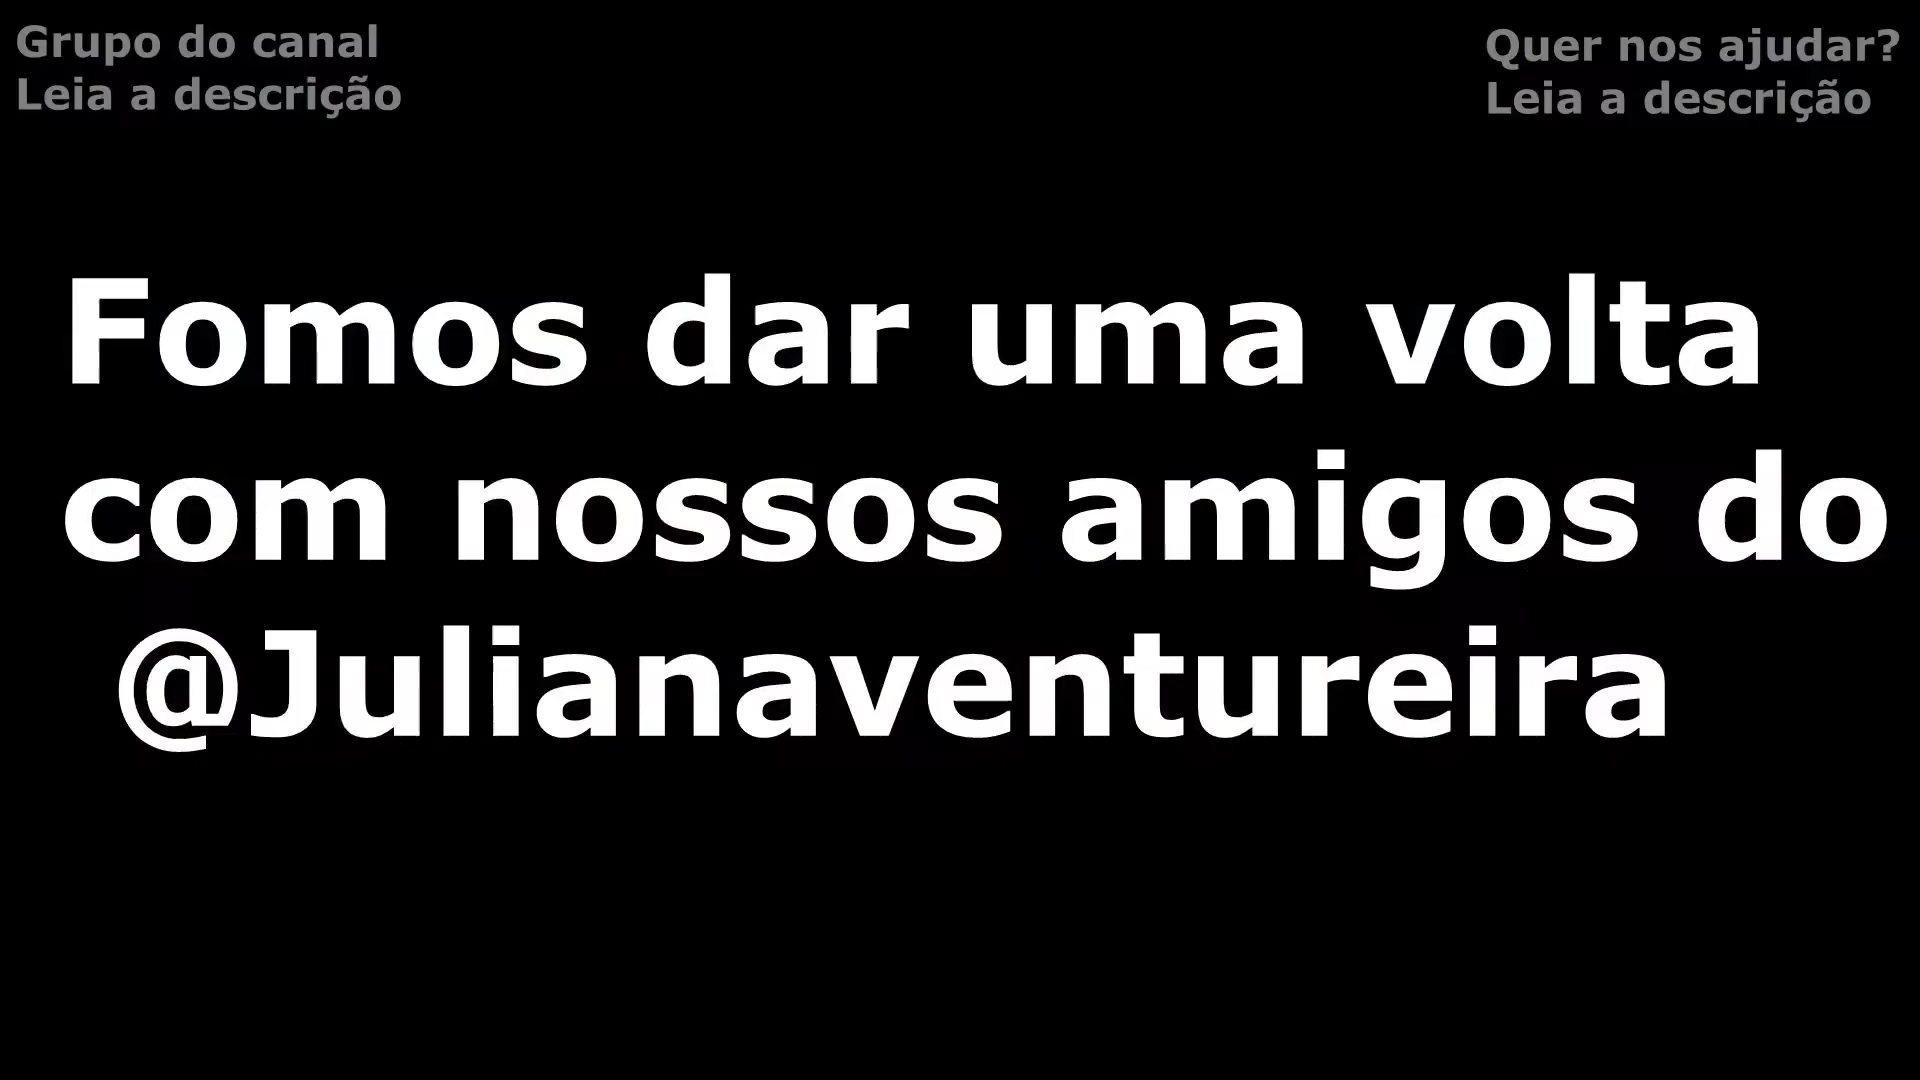 Grupo do canal
Leia a descrição
Quer nos ajudar?
Leia a descrição
Fomos dar uma volta
com nossos amigos do
@Julianaventureira